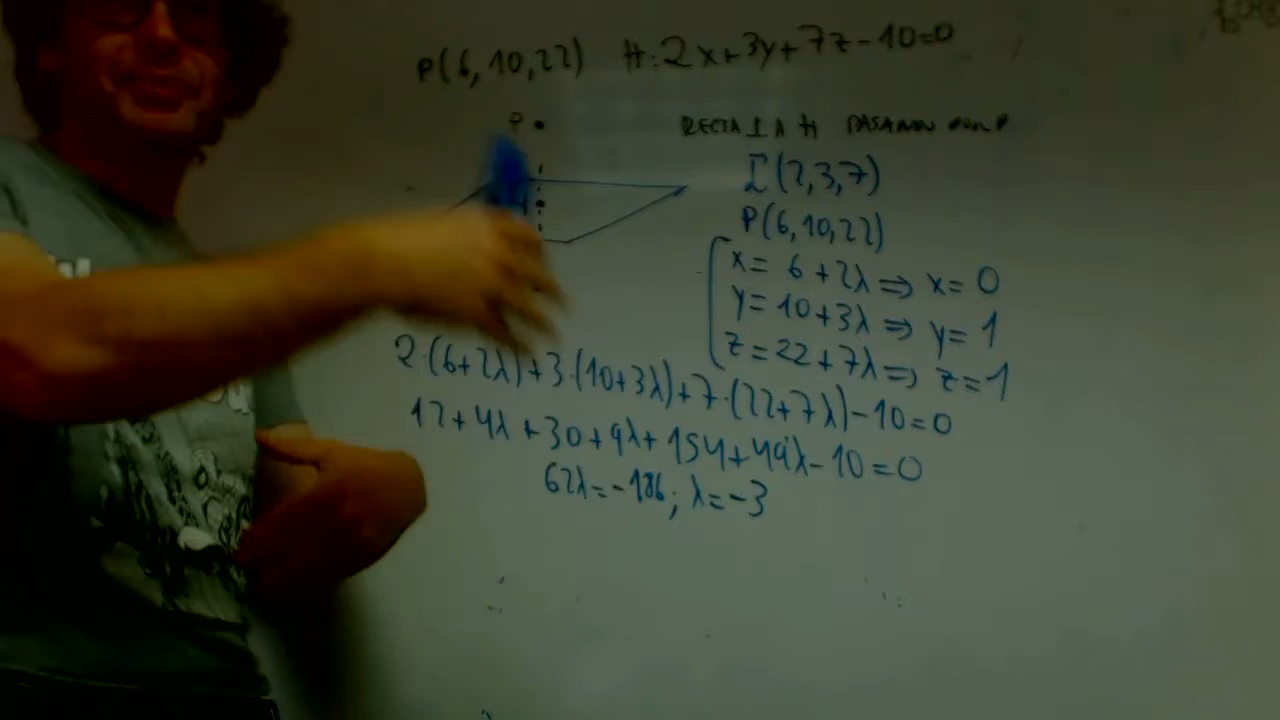 P(6,10,22) H:2x+3y+7z-10=0
P
RECTA ⊥ A H PASANDO POR P
(2,3,7)
P(6,10,22)
x= 6+2λ ⇒ x= 0
y= 10+3λ ⇒ y= 1
z=22+7λ ⇒ z=1
2·(6+2λ)+3·(10+3λ)+7·(22+7λ)-10=0
12+4λ+30+9λ+154+49λ-10=0
62λ=-186; λ=-3